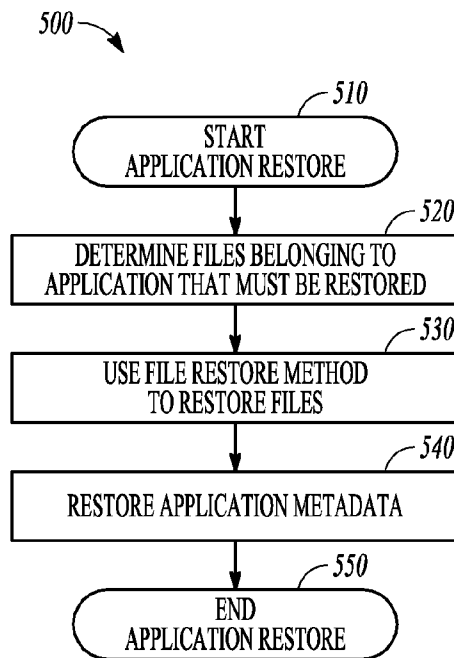 500
510
START
APPLICATION RESTORE
520
DETERMINE FILES BELONGING TO
APPLICATION THAT MUST BE RESTORED
530
USE FILE RESTORE METHOD
TO RESTORE FILES
540
RESTORE APPLICATION METADATA
550
END
APPLICATION RESTORE